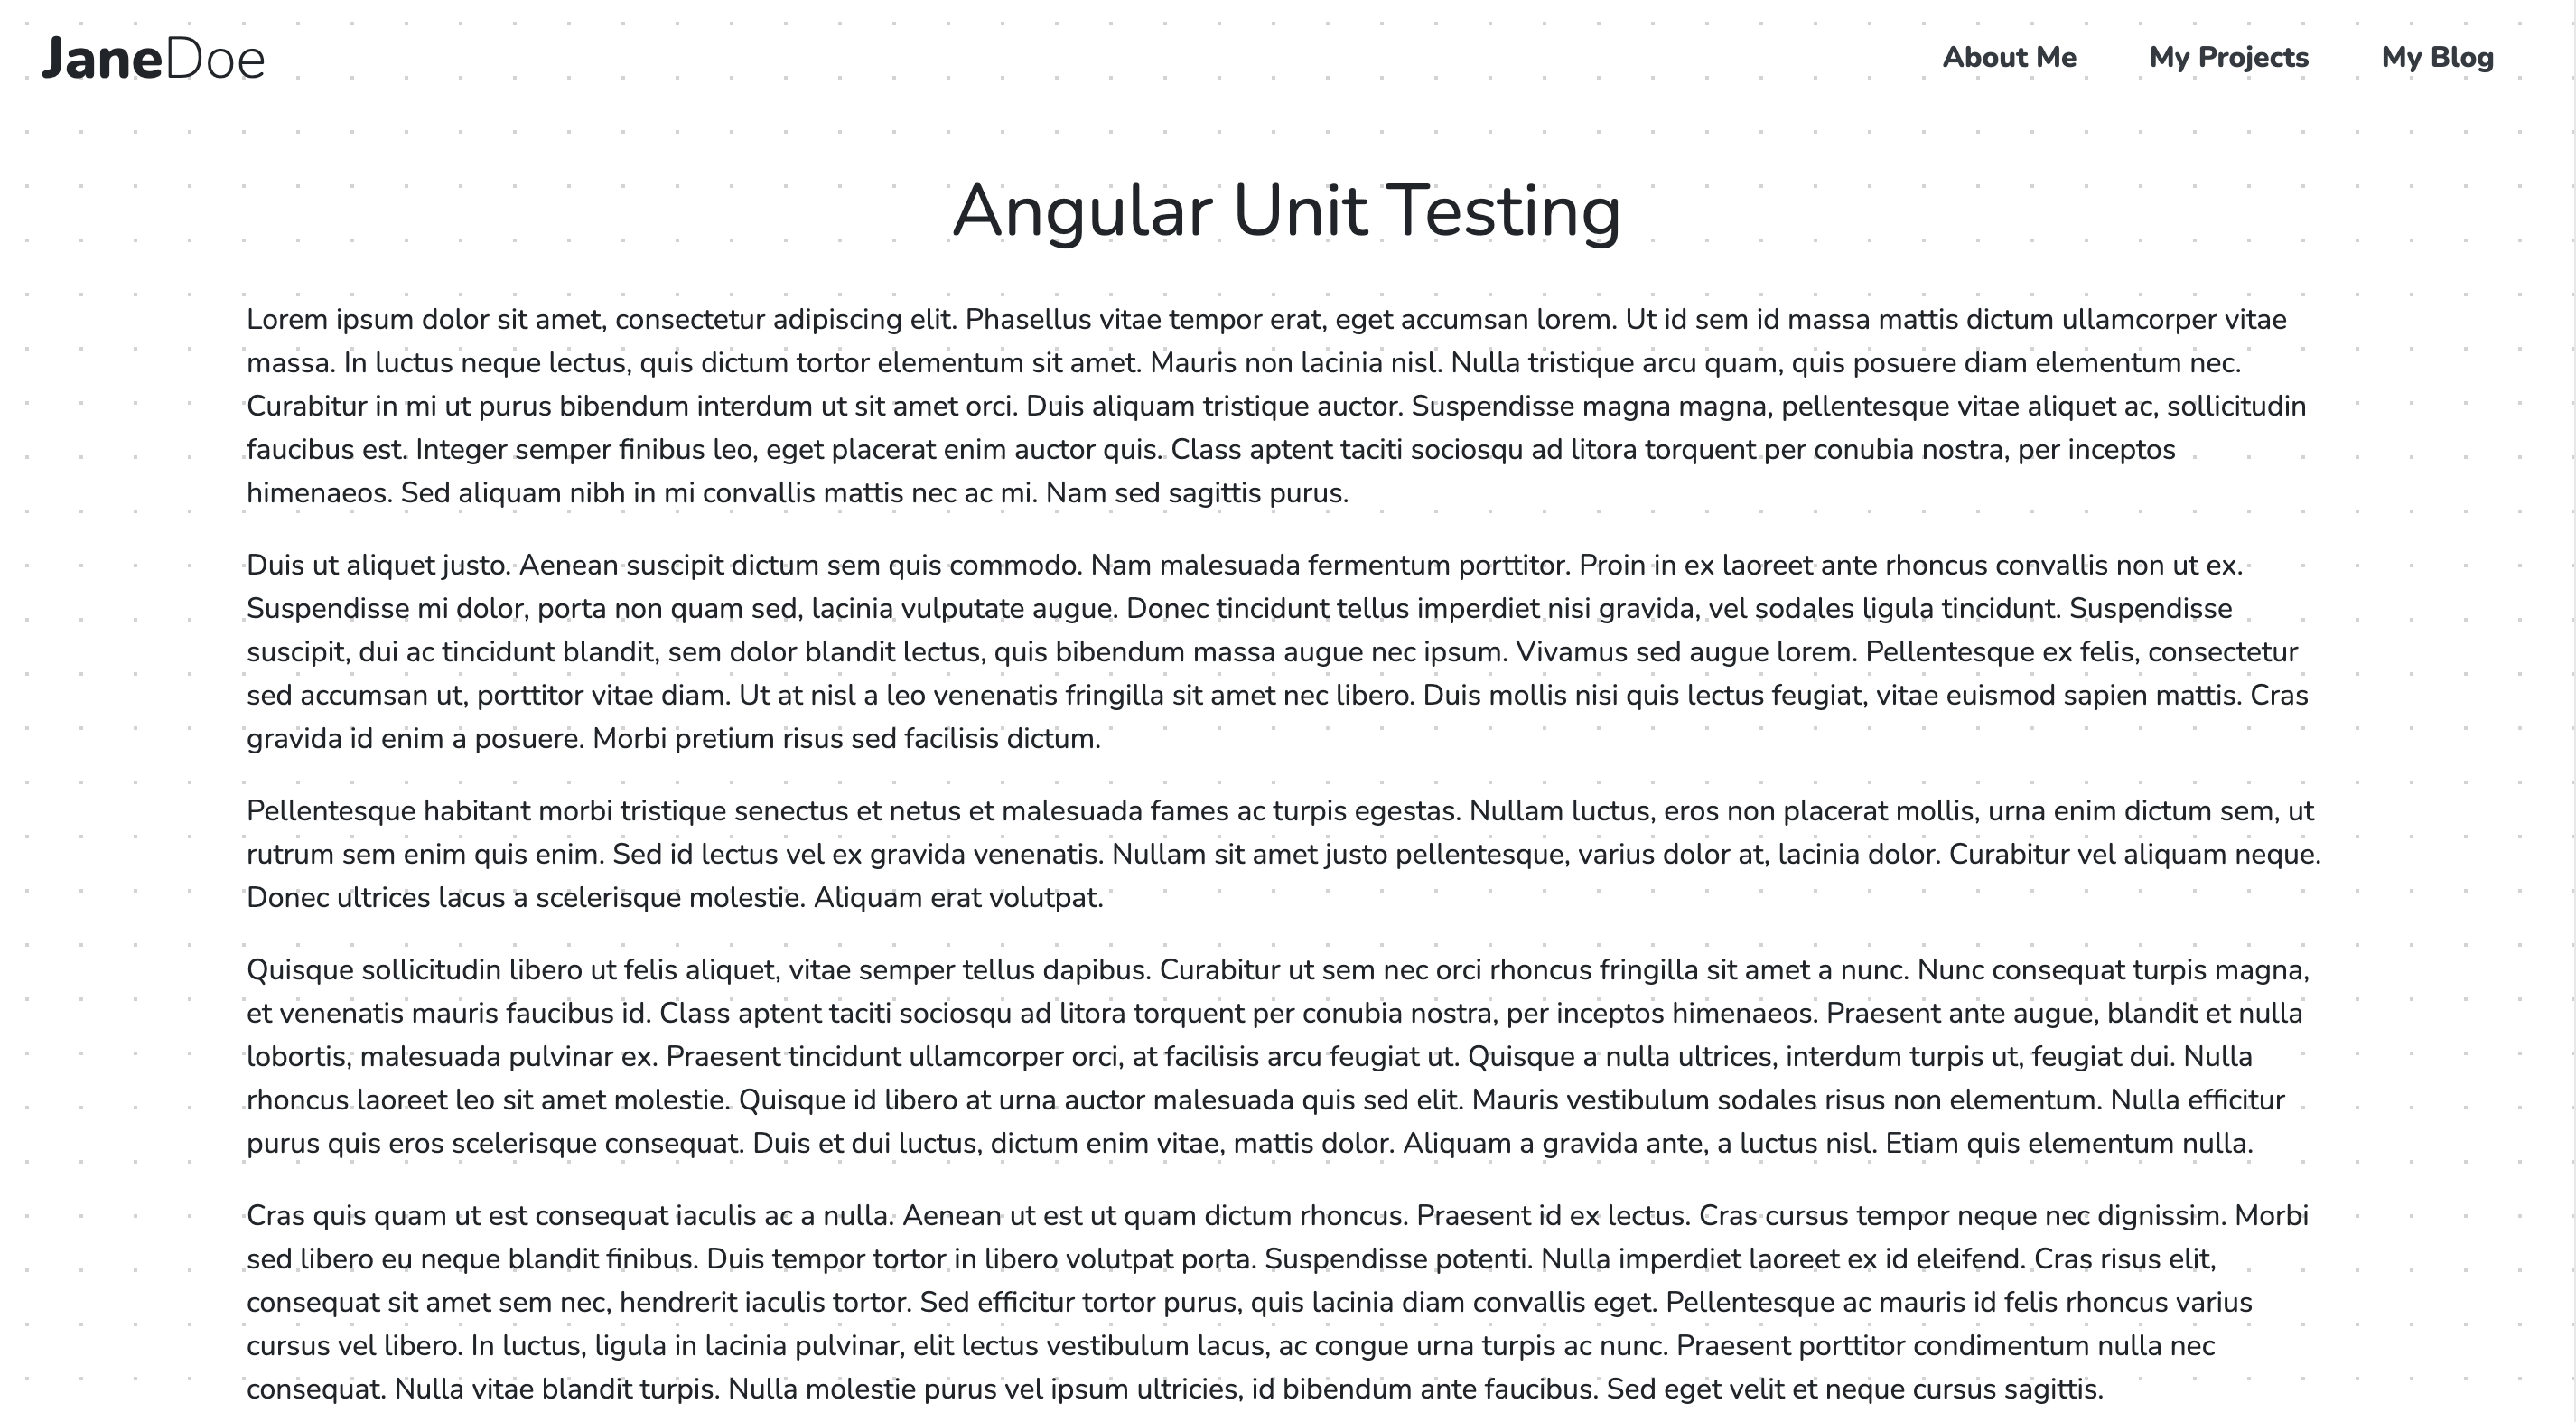 JaneDoe
About Me
My Projects
My Blog
Angular Unit Testing
Lorem ipsum dolor sit amet, consectetur adipiscing elit. Phasellus vitae tempor erat, eget accumsan lorem. Ut id sem id massa mattis dictum ullamcorper vitae
massa. In luctus neque lectus, quis dictum tortor elementum sit amet. Mauris non lacinia nisl. Nulla tristique arcu quam, quis posuere diam elementum nec.
Curabitur in mi ut purus bibendum interdum ut sit amet orci. Duis aliquam tristique auctor. Suspendisse magna magna, pellentesque vitae aliquet ac, sollicitudin
faucibus est. Integer semper finibus leo, eget placerat enim auctor quis. Class aptent taciti sociosqu ad litora torquent per conubia nostra, per inceptos
himenaeos. Sed aliquam nibh in mi convallis mattis nec ac mi. Nam sed sagittis purus.
Duis ut aliquet justo. Aenean suscipit dictum sem quis commodo. Nam malesuada fermentum porttitor. Proin in ex laoreet ante rhoncus convallis non ut ex.
Suspendisse mi dolor, porta non quam sed, lacinia vulputate augue. Donec tincidunt tellus imperdiet nisi gravida, vel sodales ligula tincidunt. Suspendisse
suscipit, dui ac tincidunt blandit, sem dolor blandit lectus, quis bibendum massa augue nec ipsum. Vivamus sed augue lorem. Pellentesque ex felis, consectetur
sed accumsan ut, porttitor vitae diam. Ut at nisl a leo venenatis fringilla sit amet nec libero. Duis mollis nisi quis lectus feugiat, vitae euismod sapien mattis. Cras
gravida id enim a posuere. Morbi pretium risus sed facilisis dictum.
Pellentesque habitant morbi tristique senectus et netus et malesuada fames ac turpis egestas. Nullam luctus, eros non placerat mollis, urna enim dictum sem, ut
rutrum sem enim quis enim. Sed id lectus vel ex gravida venenatis. Nullam sit amet justo pellentesque, varius dolor at, lacinia dolor. Curabitur vel aliquam neque.
Donec ultrices lacus a scelerisque molestie. Aliquam erat volutpat.
Quisque sollicitudin libero ut felis aliquet, vitae semper tellus dapibus. Curabitur ut sem nec orci rhoncus fringilla sit amet a nunc. Nunc consequat turpis magna,
et venenatis mauris faucibus id. Class aptent taciti sociosqu ad litora torquent per conubia nostra, per inceptos himenaeos. Praesent ante augue, blandit et nulla
lobortis, malesuada pulvinar ex. Praesent tincidunt ullamcorper orci, at facilisis arcu feugiat ut. Quisque a nulla ultrices, interdum turpis ut, feugiat dui. Nulla
rhoncus laoreet leo sit amet molestie. Quisque id libero at urna auctor malesuada quis sed elit. Mauris vestibulum sodales risus non elementum. Nulla efficitur
purus quis eros scelerisque consequat. Duis et dui luctus, dictum enim vitae, mattis dolor. Aliquam a gravida ante, a luctus nisl. Etiam quis elementum nulla.
Cras quis quam ut est consequat iaculis ac a nulla. Aenean ut est ut quam dictum rhoncus. Praesent id ex lectus. Cras cursus tempor neque nec dignissim. Morbi
sed libero eu neque blandit finibus. Duis tempor tortor in libero volutpat porta. Suspendisse potenti. Nulla imperdiet laoreet ex id eleifend. Cras risus elit,
consequat sit amet sem nec, hendrerit iaculis tortor. Sed efficitur tortor purus, quis lacinia diam convallis eget. Pellentesque ac mauris id felis rhoncus varius
cursus vel libero. In luctus, ligula in lacinia pulvinar, elit lectus vestibulum lacus, ac congue urna turpis ac nunc. Praesent porttitor condimentum nulla nec
consequat. Nulla vitae blandit turpis. Nulla molestie purus vel ipsum ultricies, id bibendum ante faucibus. Sed eget velit et neque cursus sagittis.